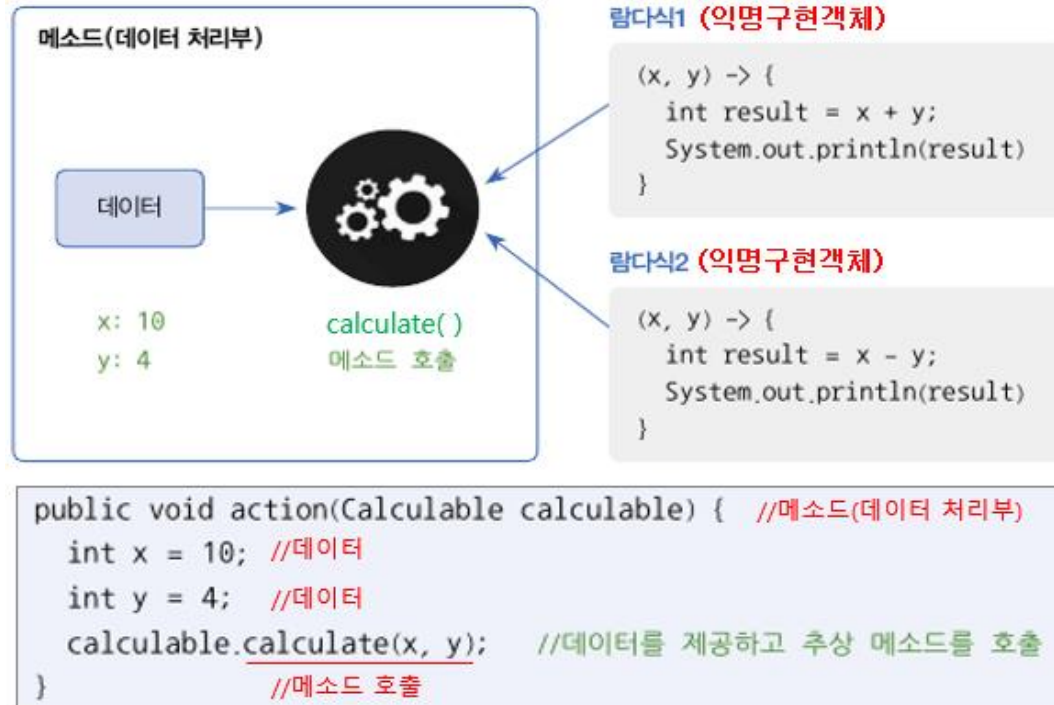 메소드(데이터 처리부)
데이터
x: 10
y: 4
calculate( )
메소드 호출
람다식1 (익명구현객체)
(x, y) -> {
int result = x + y;
System.out.println(result)
}
람다식2 (익명구현객체)
(x, y) -> {
int result = x - y;
System.out.println(result)
}
public void action(Calculable calculable) { //메소드(데이터 처리부)
int x = 10; //데이터
int y = 4; //데이터
calculable.calculate(x, y); //데이터를 제공하고 추상 메소드를 호출
} //메소드 호출